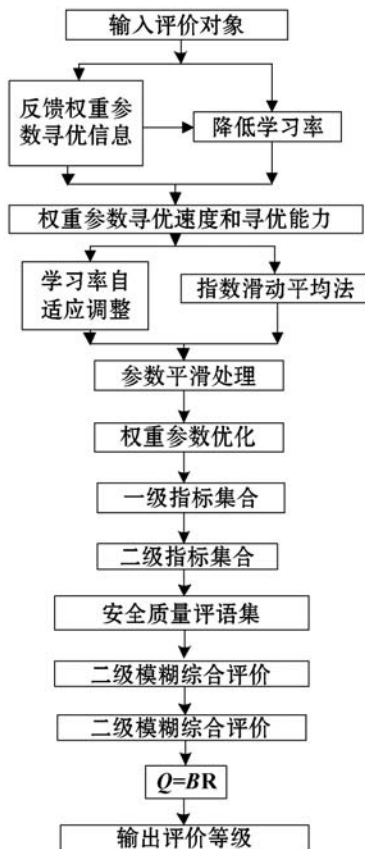 输入评价对象
反馈权重参
数寻优信息
降低学习率
权重参数寻优速度和寻优能力
学习率自
适应调整
指数滑动平均法
参数平滑处理
权重参数优化
一级指标集合
二级指标集合
安全质量评语集
二级模糊综合评价
二级模糊综合评价
Q=BR
输出评价等级